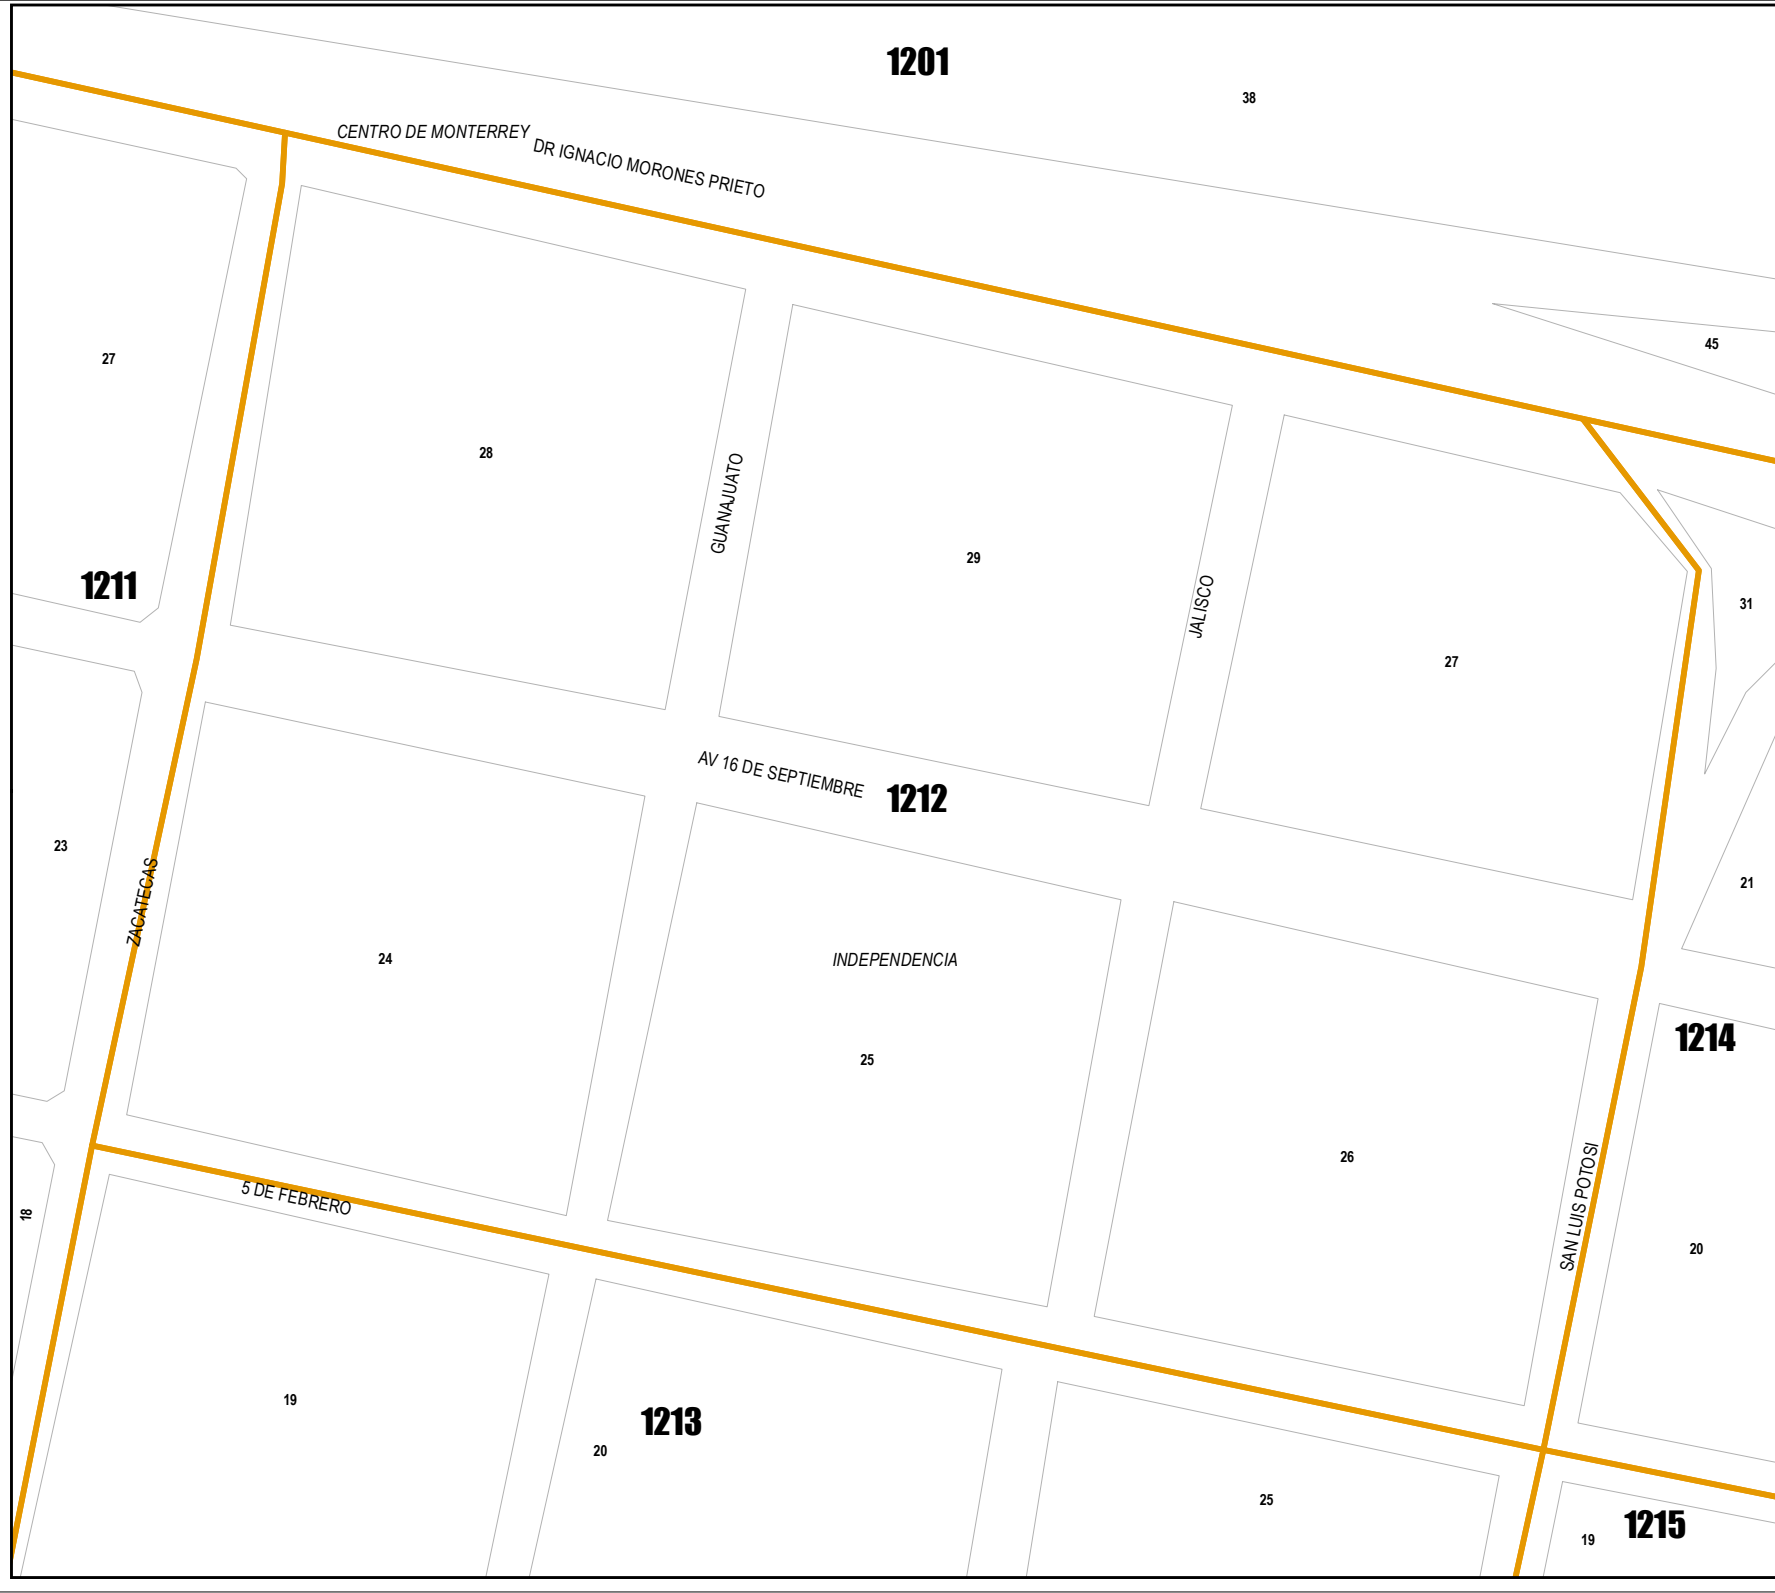 1201
38
CENTRO DE MONTERREY
DR IGNACIO MORONES PRIETO
45
27
28
GUANAJUATO
29
JALISCO
1211
31
27
AV 16 DE SEPTIEMBRE
1212
23
ZACATECAS
21
24
INDEPENDENCIA
1214
25
26
SAN LUIS POTOSI
5 DE FEBRERO
18
20
19
1213
20
25
19
1215